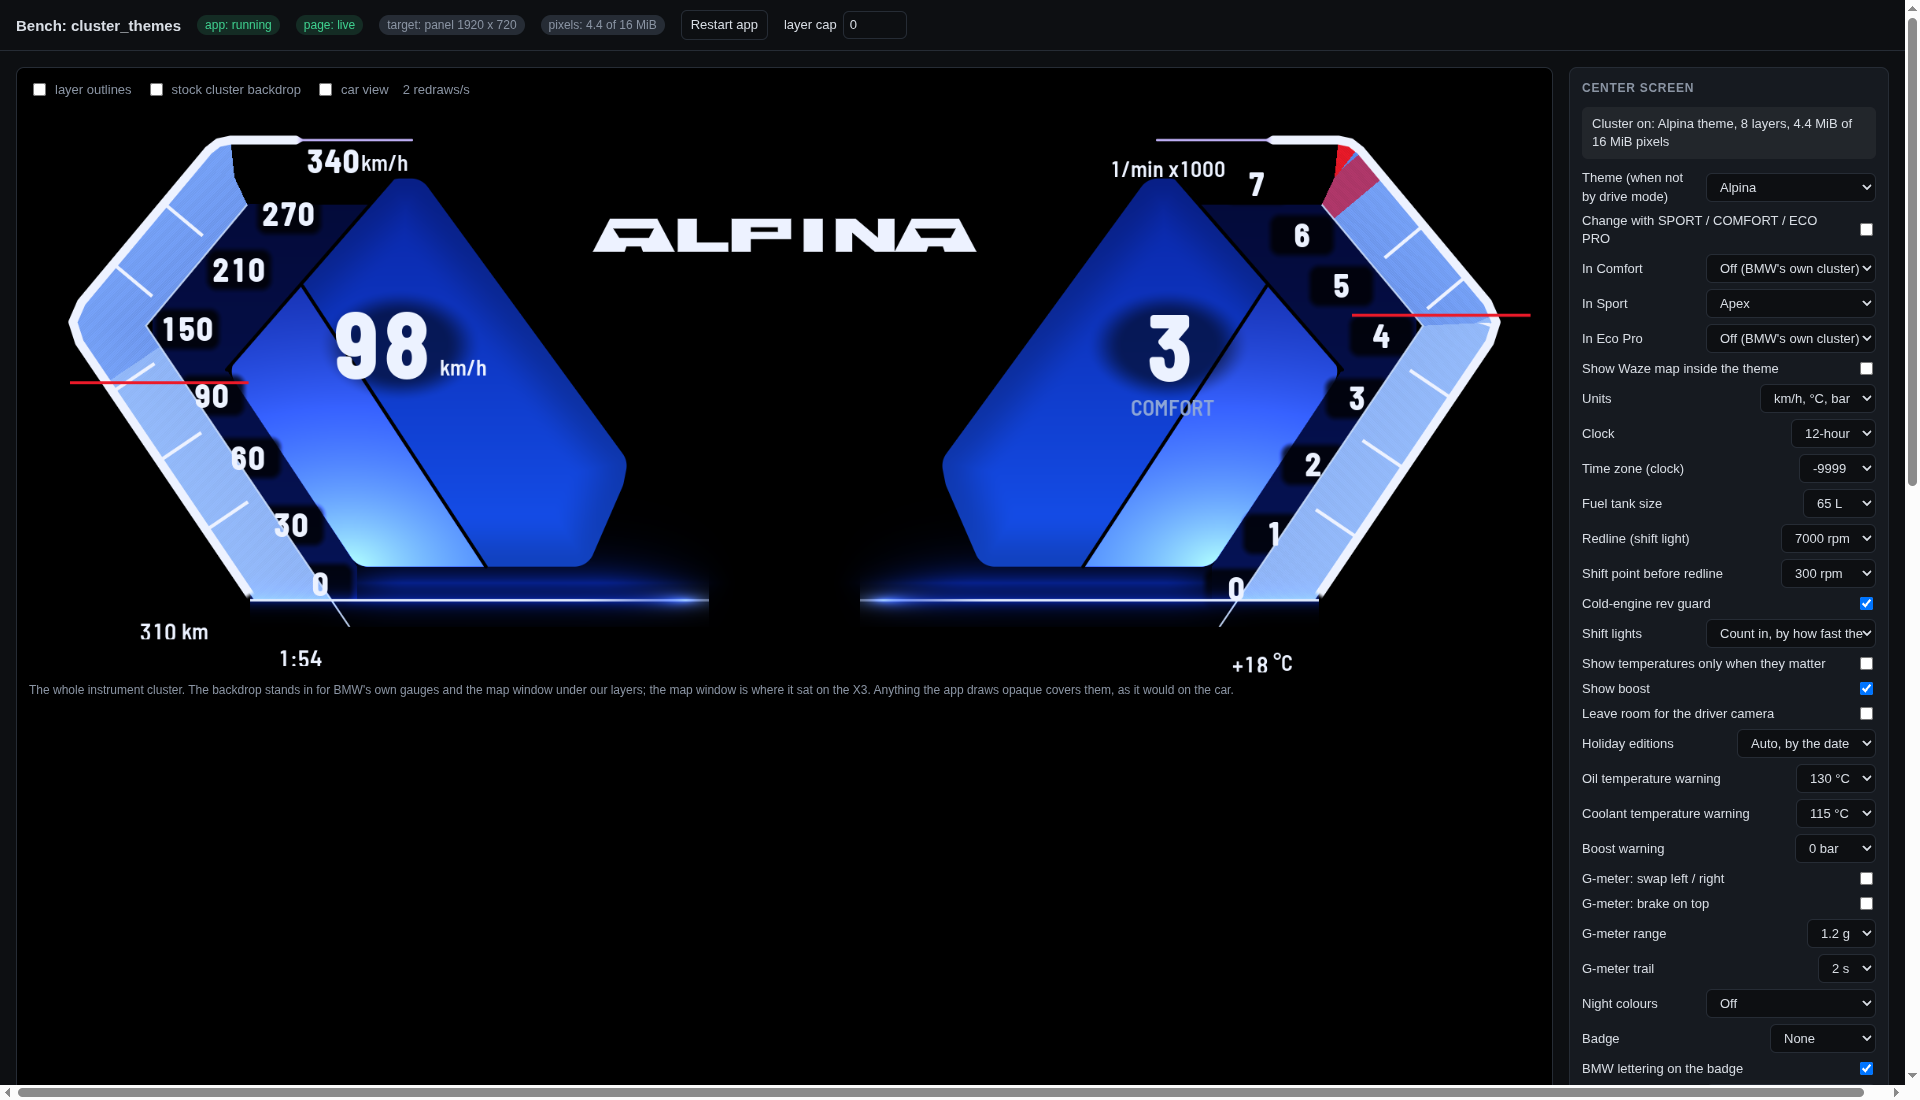 Bench: cluster_themes app: running page: live target: panel 1920 x 720 pixels: 4.4 of 16 MiB Restart app layer cap 0
layer outlines stock cluster backdrop car view 2 redraws/s
340 km/h
270
210
150
90
60
30
0
98 km/h
310 km
1:54
ALPINA
1/min x1000
7
6
5
4
3
2
1
0
3
COMFORT
+18 °C
The whole instrument cluster. The backdrop stands in for BMW's own gauges and the map window under our layers; the map window is where it sat on the X3. Anything the app draws opaque covers them, as it would on the car.
CENTER SCREEN
Cluster on: Alpina theme, 8 layers, 4.4 MiB of
16 MiB pixels
Theme (when not
by drive mode) Alpina
Change with SPORT / COMFORT / ECO
PRO
In Comfort Off (BMW's own cluster)
In Sport Apex
In Eco Pro Off (BMW's own cluster)
Show Waze map inside the theme
Units km/h, °C, bar
Clock 12-hour
Time zone (clock) -9999
Fuel tank size 65 L
Redline (shift light) 7000 rpm
Shift point before redline 300 rpm
Cold-engine rev guard
Shift lights Count in, by how fast the
Show temperatures only when they matter
Show boost
Leave room for the driver camera
Holiday editions Auto, by the date
Oil temperature warning 130 °C
Coolant temperature warning 115 °C
Boost warning 0 bar
G-meter: swap left / right
G-meter: brake on top
G-meter range 1.2 g
G-meter trail 2 s
Night colours Off
Badge None
BMW lettering on the badge